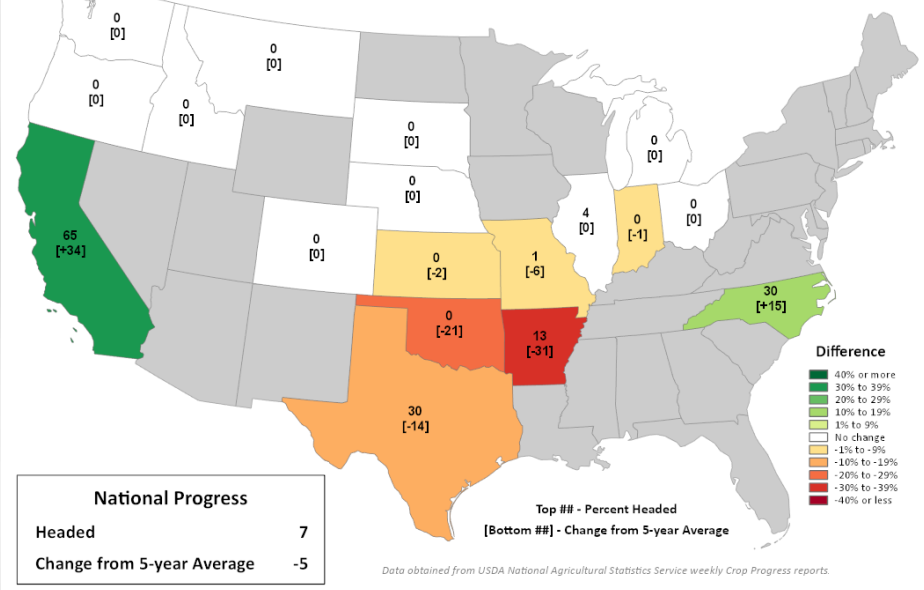 0
[0]
0
[0]
0
[0]
0
[0]
0
[0]
0
[0]
0
[0]
0
[0]
4
[0]
0
[-1]
0
[0]
65
[+34]
0
[-2]
1
[-6]
30
[+15]
0
[-21]
13
[-31]
30
[-14]
Difference
40% or more
30% to 39%
20% to 29%
10% to 19%
1% to 9%
No change
-1% to -9%
-10% to -19%
-20% to -29%
-30% to -39%
-40% or less
National Progress
Headed 7
Change from 5-year Average -5
Top ## - Percent Headed
[Bottom ##] - Change from 5-year Average
Data obtained from USDA National Agricultural Statistics Service weekly Crop Progress reports.